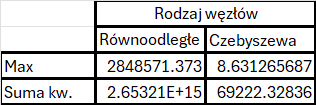 Rodzaj węzłów
Równoodległe Czebyszewa
Max 2848571.373 8.631265687
Suma kw. 2.65321E+15 69222.32836